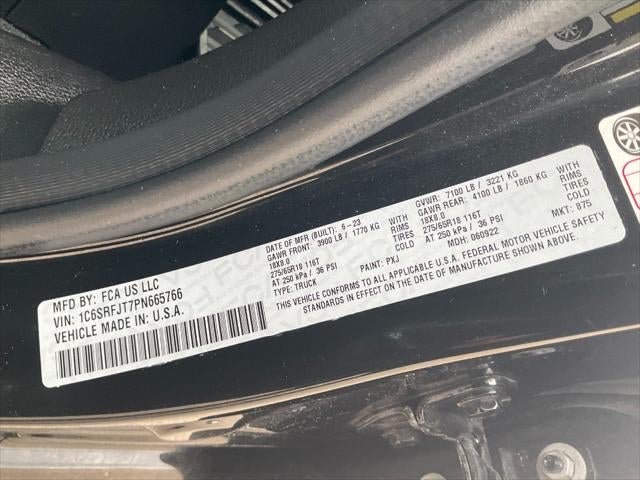 MFD BY: FCA US LLC
VIN: 1C6SRFJT7PN665766
VEHICLE MADE IN: U.S.A.
DATE OF MFR (BUILT): 6-23
GAWR FRONT: 3900 LB / 1770 KG
18X8.0
275/65R18 116T
AT 250 kPa / 36 PSI
TYPE: TRUCK
PAINT: PXJ
GVWR: 7100 LB / 3221 KG
GAWR REAR: 4100 LB / 1860 KG WITH
18X8.0 RIMS
275/65R18 116T TIRES
AT 250 kPa / 36 PSI COLD
MDH: 060922
MKT: 875
WITH
RIMS
TIRES
COLD
THIS VEHICLE CONFORMS TO ALL APPLICABLE U.S.A. FEDERAL MOTOR VEHICLE SAFETY
STANDARDS IN EFFECT ON THE DATE OF MANUFACTURE SHOWN ABOVE.